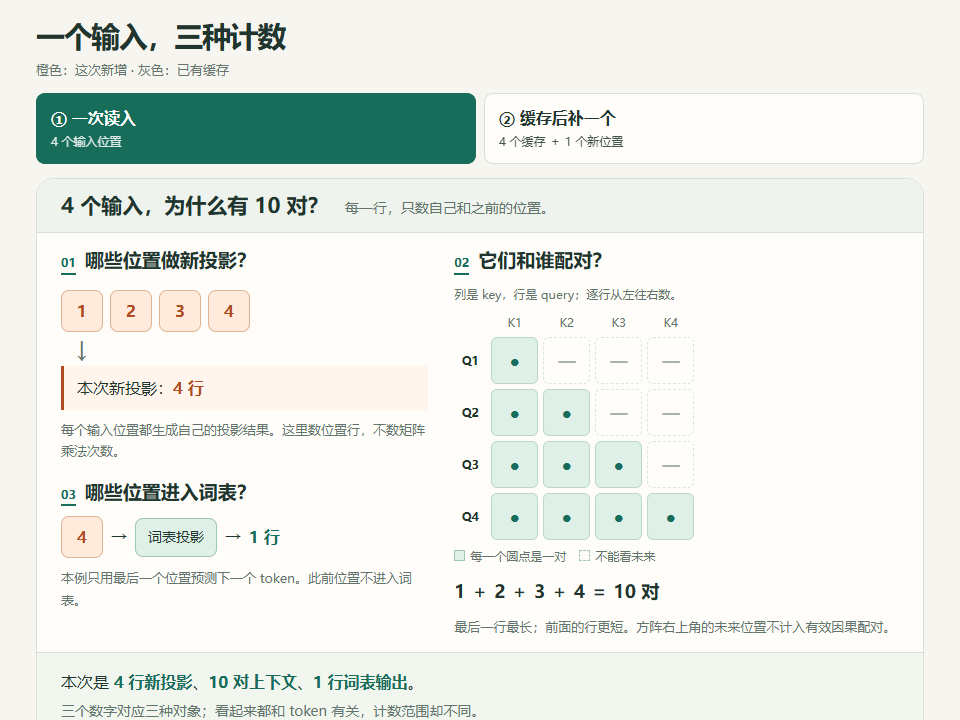 一个输入，三种计数
橙色：这次新增 · 灰色：已有缓存
① 一次读入
4 个输入位置
② 缓存后补一个
4 个缓存 + 1 个新位置
4 个输入，为什么有 10 对？ 每一行，只数自己和之前的位置。
01 哪些位置做新投影？
1 2 3 4
↓
本次新投影：4 行
每个输入位置都生成自己的投影结果。这里数位置行，不数矩阵
乘法次数。
03 哪些位置进入词表？
4 → 词表投影 → 1 行
本例只用最后一个位置预测下一个 token。此前位置不进入词
表。
02 它们和谁配对？
列是 key，行是 query；逐行从左往右数。
K1 K2 K3 K4
Q1 ● — — —
Q2 ● ● — —
Q3 ● ● ● —
Q4 ● ● ● ●
每一个圆点是一对 不能看未来
1 + 2 + 3 + 4 = 10 对
最后一行最长；前面的行更短。方阵右上角的未来位置不计入有效因果配对。
本次是 4 行新投影、10 对上下文、1 行词表输出。
三个数字对应三种对象；看起来都和 token 有关，计数范围却不同。